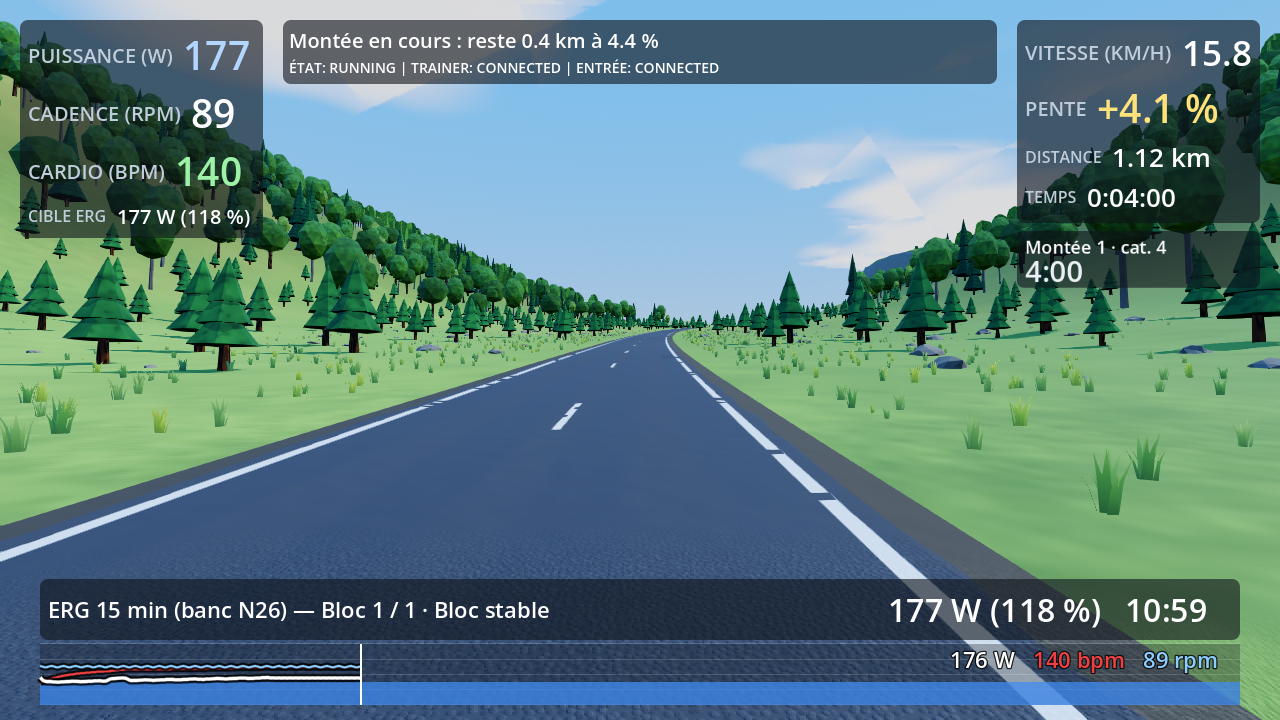 PUISSANCE (W) 177
CADENCE (RPM) 89
CARDIO (BPM) 140
CIBLE ERG 177 W (118 %)
Montée en cours : reste 0.4 km à 4.4 %
ÉTAT: RUNNING | TRAINER: CONNECTED | ENTRÉE: CONNECTED
VITESSE (KM/H) 15.8
PENTE +4.1 %
DISTANCE 1.12 km
TEMPS 0:04:00
Montée 1 · cat. 4
4:00
ERG 15 min (banc N26) — Bloc 1 / 1 · Bloc stable 177 W (118 %) 10:59
176 W 140 bpm 89 rpm